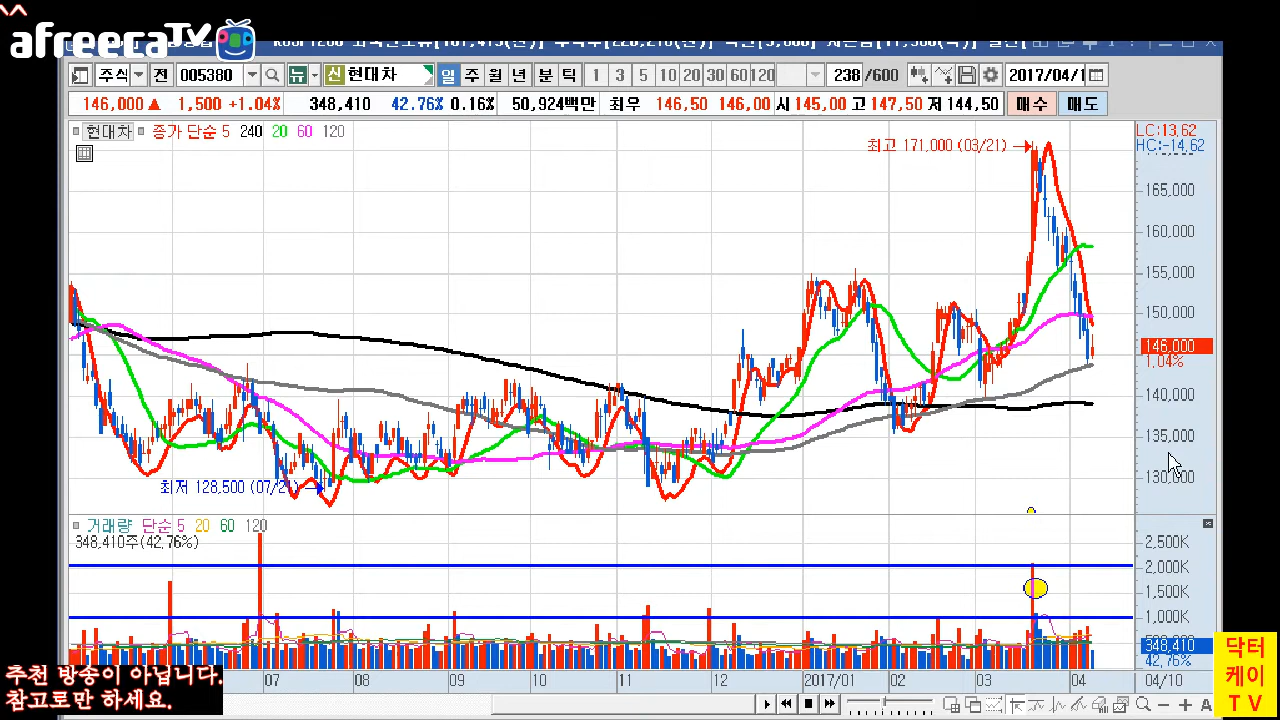 afreecaTV
주식 전 005380 뉴 신 현대차 일 주 월 년 분 틱 1 3 5 10 20 30 60 120 238 /600 2017/04/1
146,000 ▲ 1,500 +1.04% 348,410 42.76% 0.16% 50,924백만 최우 146,50 146,00 시 145,00 고 147,50 저 144,50 매수 매도
현대차 종가 단순 5 240 20 60 120
LC:13.62
HC:-14.62
최고 171,000 (03/21)
165,000
160,000
155,000
150,000
146,000
1.04%
140,000
135,000
130,000
최저 128,500 (07/21)
거래량 단순 5 20 60 120
348,410주(42.76%)
2,500K
2,000K
1,500K
1,000K
348,410
42.76%
07 08 09 10 11 12 2017/01 02 03 04 04/10
추천 방송이 아닙니다.
참고로만 하세요.
닥터
케이
TV